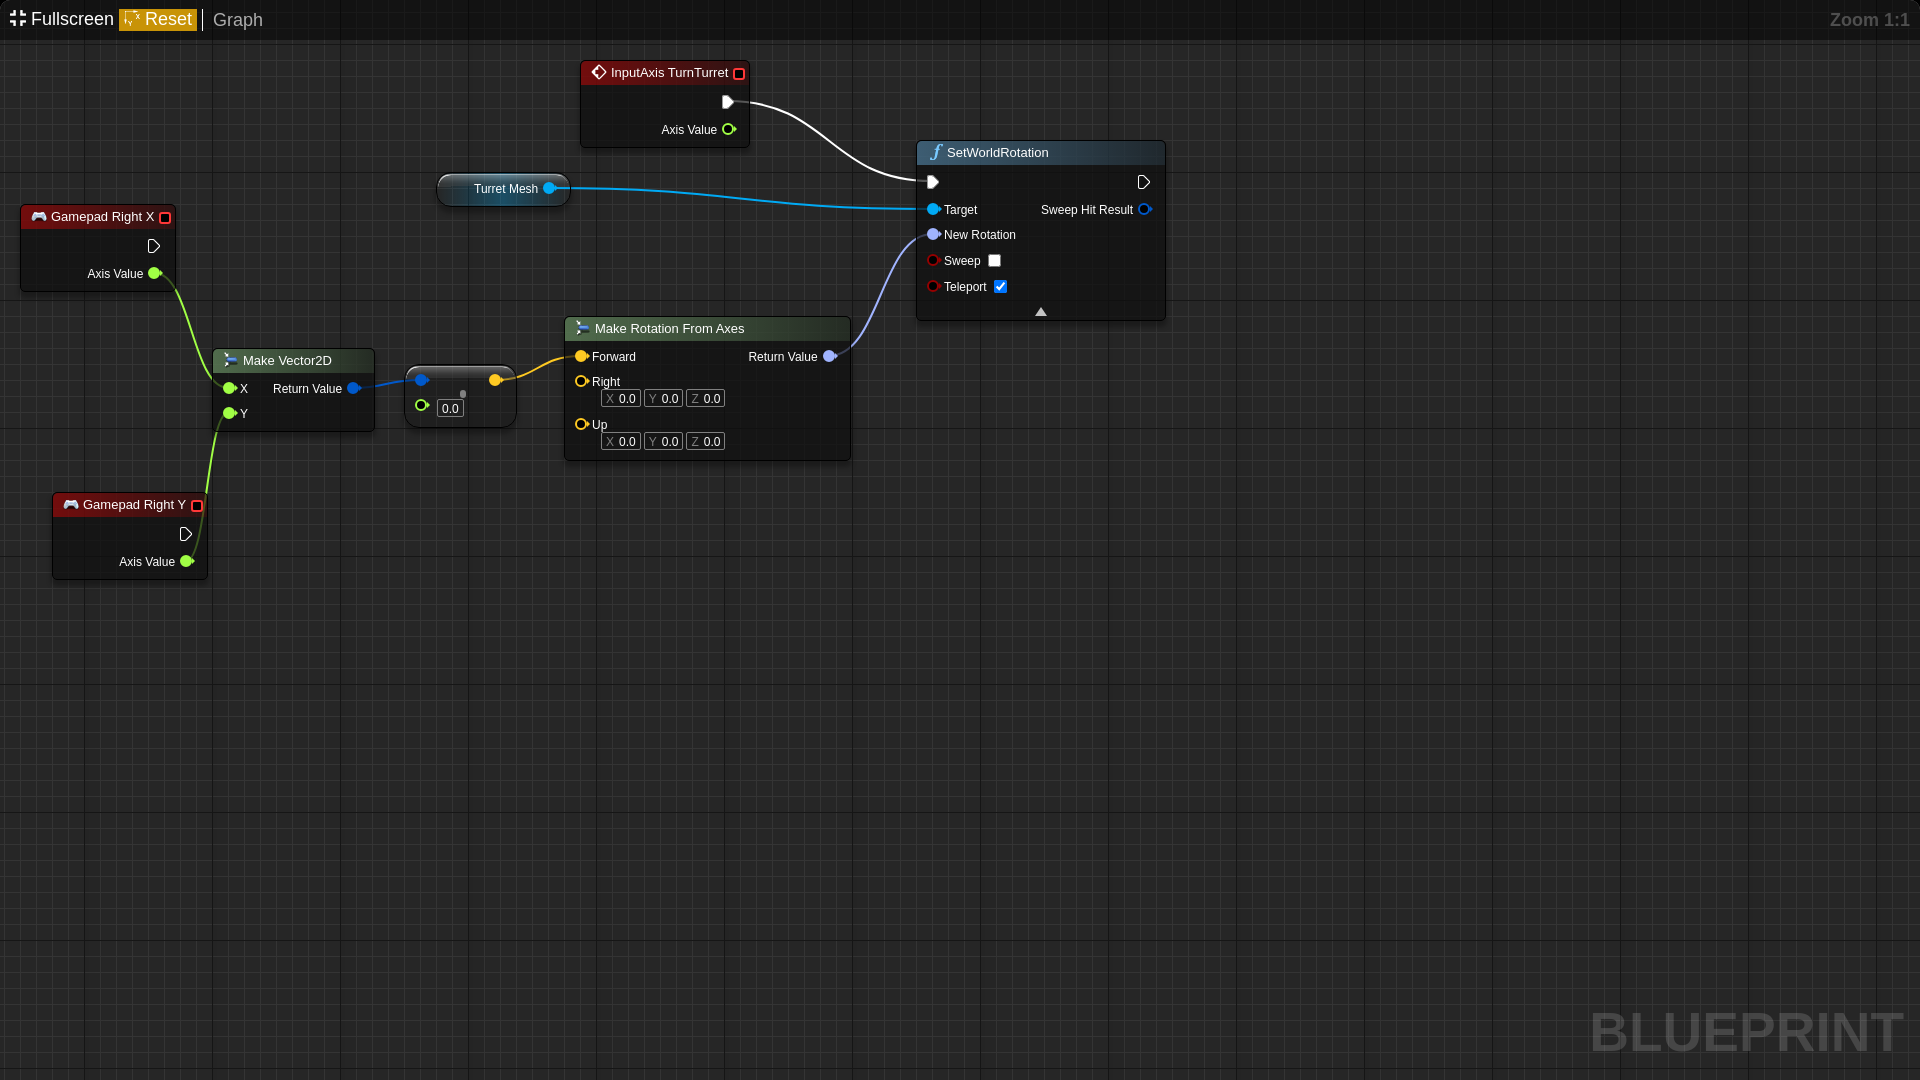 Fullscreen Reset Graph Zoom 1:1
InputAxis TurnTurret
Axis Value
Turret Mesh
SetWorldRotation
Target Sweep Hit Result
New Rotation
Sweep
Teleport
Gamepad Right X
Axis Value
Make Vector2D
X Return Value
Y
0.0
Make Rotation From Axes
Forward Return Value
Right
X 0.0 Y 0.0 Z 0.0
Up
X 0.0 Y 0.0 Z 0.0
Gamepad Right Y
Axis Value
BLUEPRINT